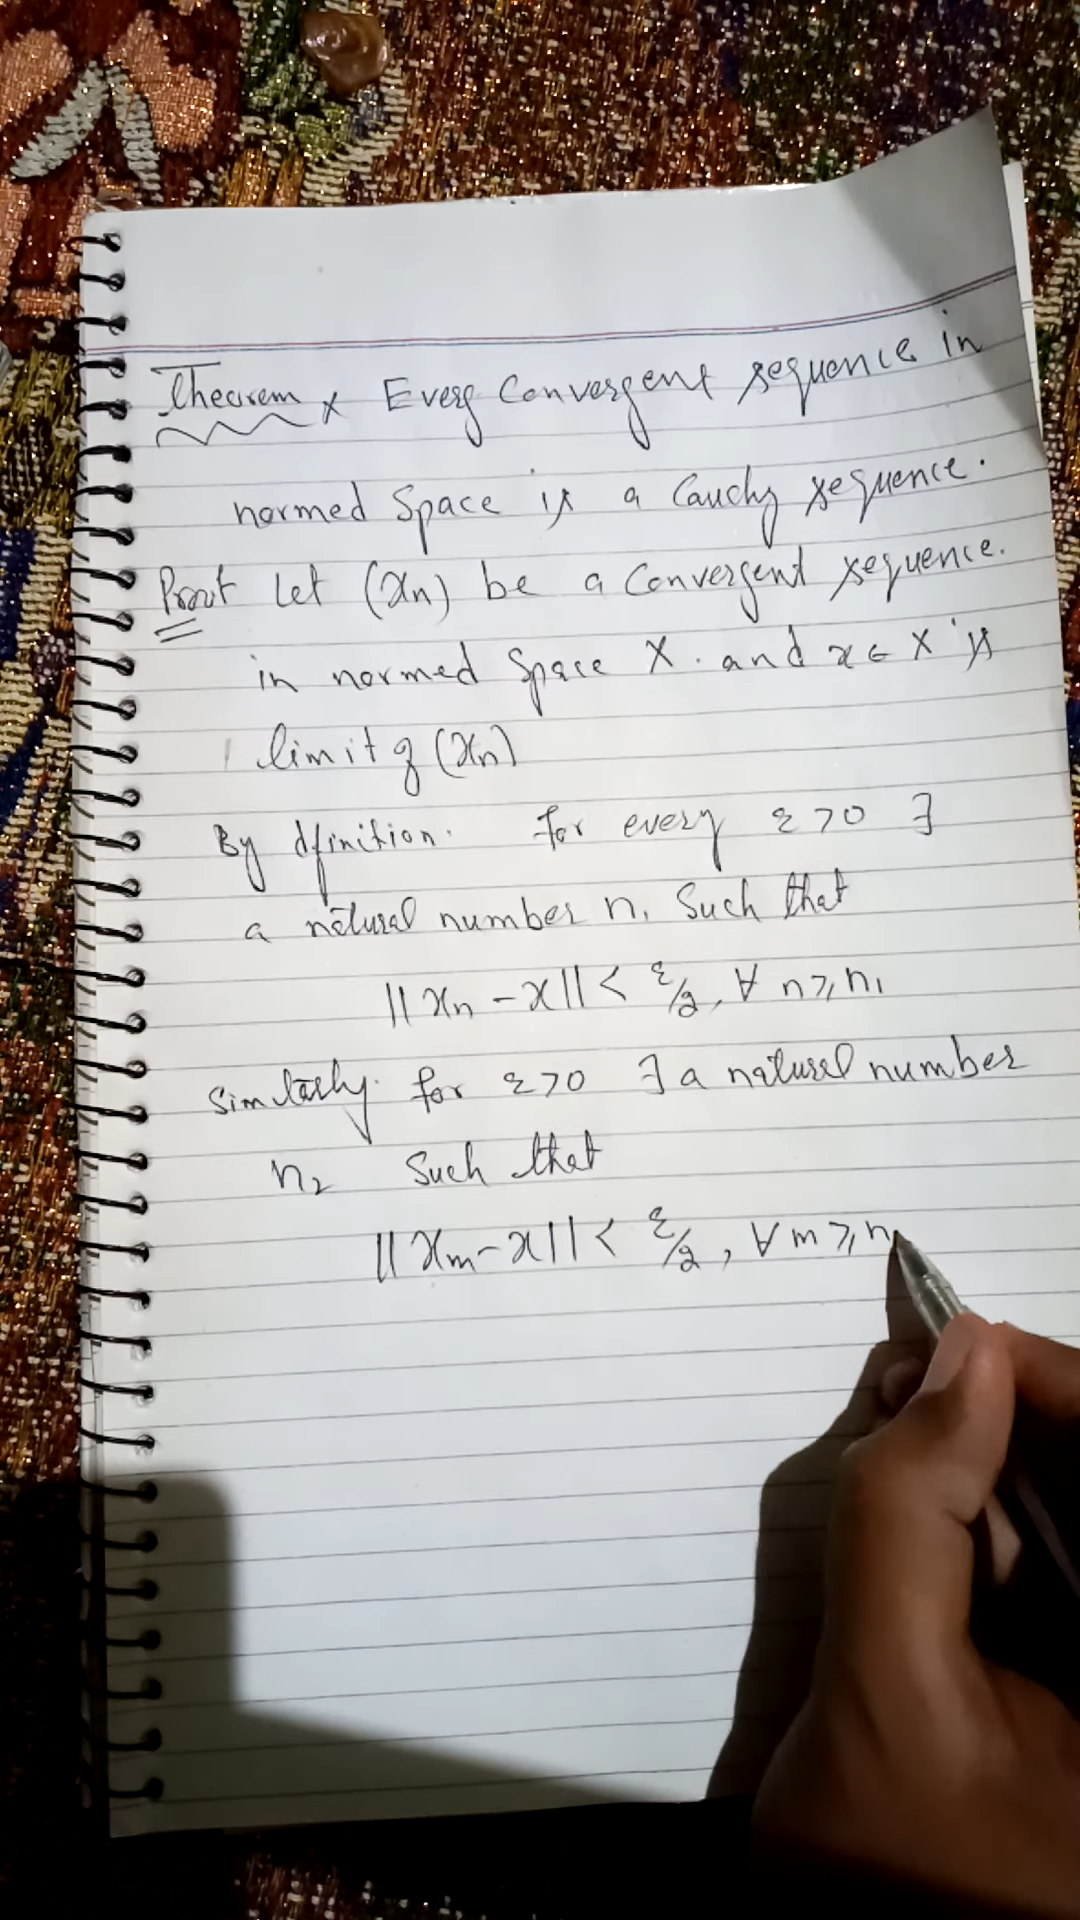 Theorem x Every Convergent sequence in
normed Space is a Cauchy sequence.
Proof Let (xn) be a Convergent sequence.
in normed Space X. and x ∈ X is
limit of (xn)
By dfinition. for every ε >0 ∃
a natural number n1 Such that
||xn - x|| < ε/2, ∀ n ≥ n1
Similarly. for ε >0 ∃ a natural number
n2 Such that
||xm - x|| < ε/2, ∀ m ≥ n